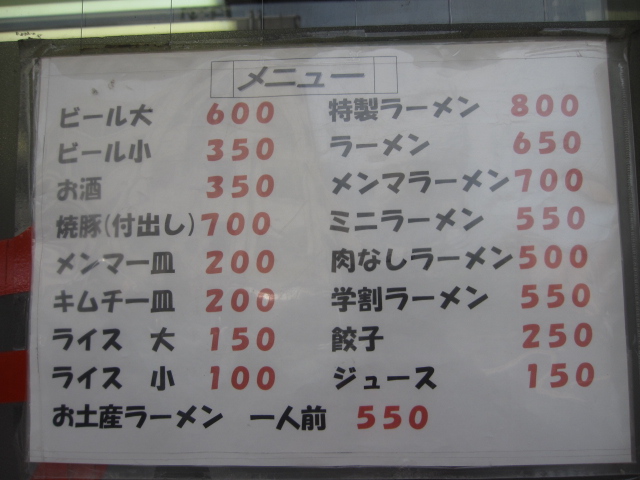 メニュー
ビール大 600
ビール小 350
お酒 350
焼豚(付出し) 700
メンマ一皿 200
キムチ一皿 200
ライス 大 150
ライス 小 100
お土産ラーメン 一人前 550
特製ラーメン 800
ラーメン 650
メンマラーメン 700
ミニラーメン 550
肉なしラーメン 500
学割ラーメン 550
餃子 250
ジュース 150